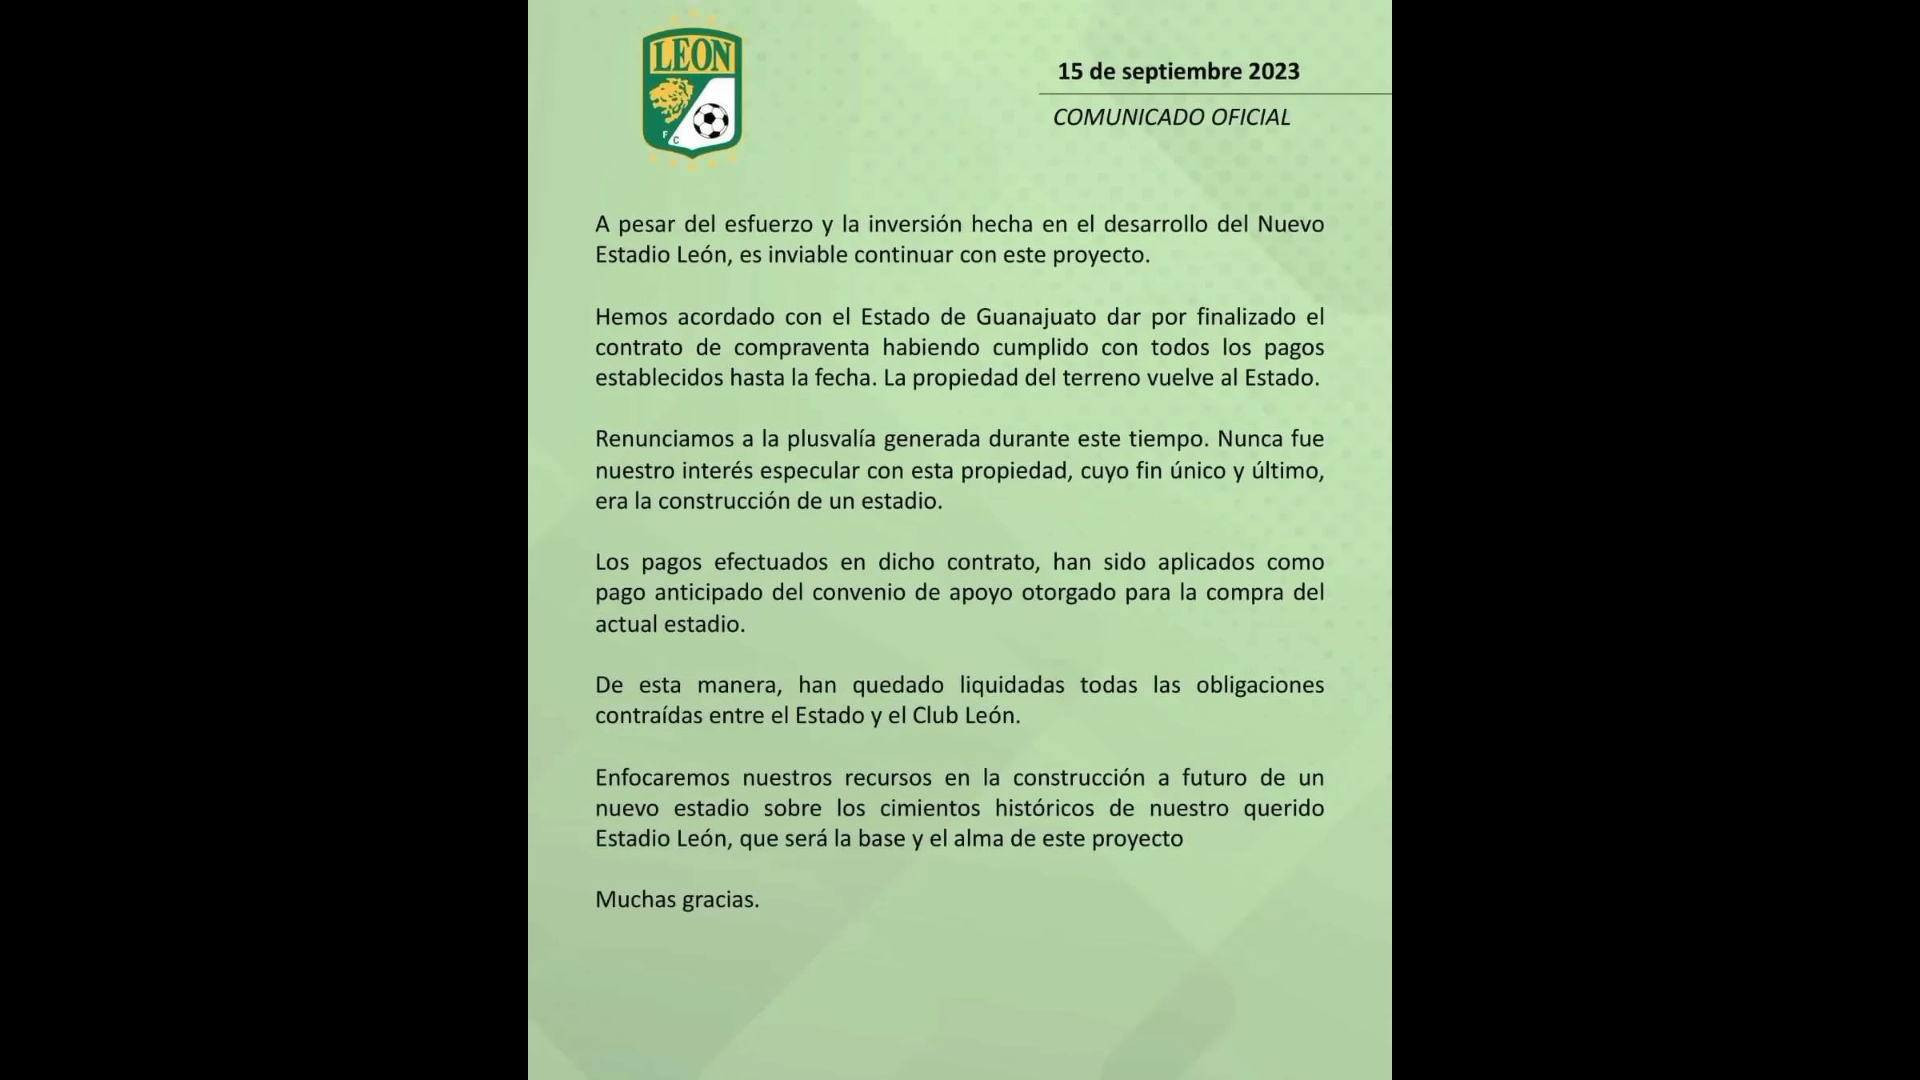 LEON
F
C
15 de septiembre 2023
COMUNICADO OFICIAL
A pesar del esfuerzo y la inversión hecha en el desarrollo del Nuevo
Estadio León, es inviable continuar con este proyecto.
Hemos acordado con el Estado de Guanajuato dar por finalizado el
contrato de compraventa habiendo cumplido con todos los pagos
establecidos hasta la fecha. La propiedad del terreno vuelve al Estado.
Renunciamos a la plusvalía generada durante este tiempo. Nunca fue
nuestro interés especular con esta propiedad, cuyo fin único y último,
era la construcción de un estadio.
Los pagos efectuados en dicho contrato, han sido aplicados como
pago anticipado del convenio de apoyo otorgado para la compra del
actual estadio.
De esta manera, han quedado liquidadas todas las obligaciones
contraídas entre el Estado y el Club León.
Enfocaremos nuestros recursos en la construcción a futuro de un
nuevo estadio sobre los cimientos históricos de nuestro querido
Estadio León, que será la base y el alma de este proyecto
Muchas gracias.